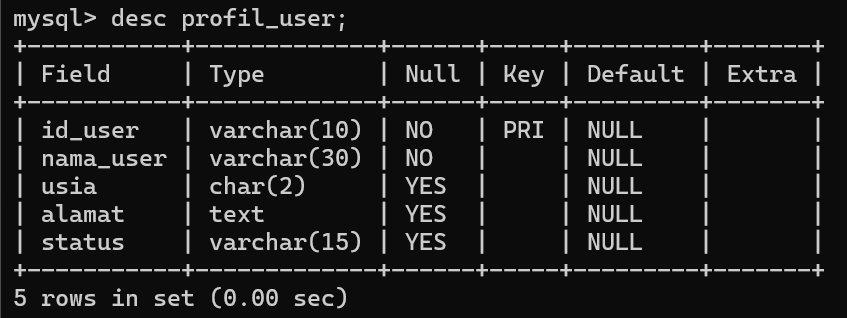 mysql> desc profil_user;
+-----------+-------------+------+-----+---------+-------+
| Field     | Type        | Null | Key | Default | Extra |
+-----------+-------------+------+-----+---------+-------+
| id_user   | varchar(10) | NO   | PRI | NULL    |       |
| nama_user | varchar(30) | NO   |     | NULL    |       |
| usia      | char(2)     | YES  |     | NULL    |       |
| alamat    | text        | YES  |     | NULL    |       |
| status    | varchar(15) | YES  |     | NULL    |       |
+-----------+-------------+------+-----+---------+-------+
5 rows in set (0.00 sec)